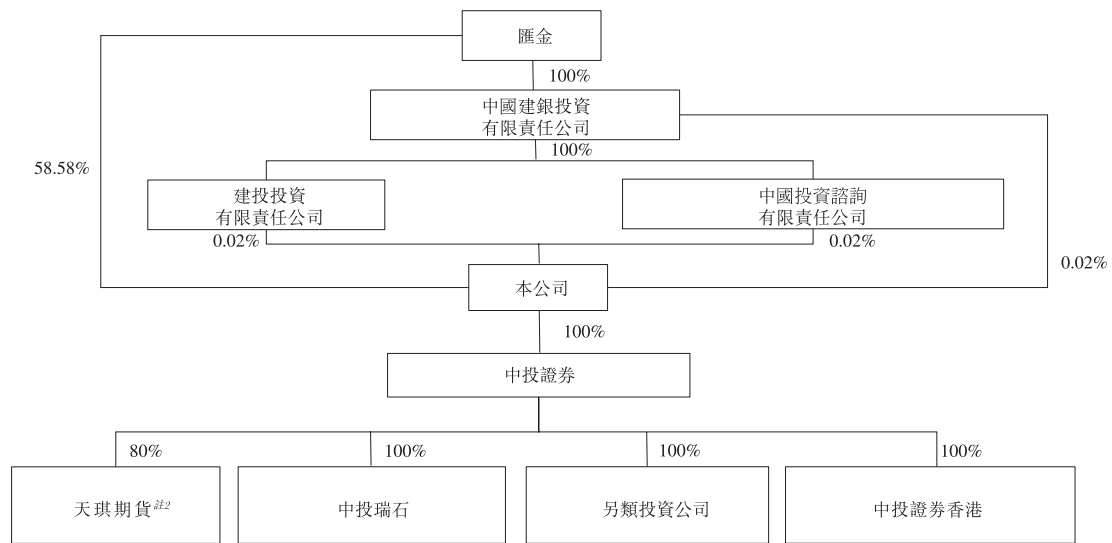 匯金
100%
中國建銀投資
有限責任公司
100%
58.58%
建投投資
有限責任公司
中國投資諮詢
有限責任公司
0.02%
0.02%
0.02%
本公司
100%
中投證券
80%
100%
100%
100%
天琪期貨註2
中投瑞石
另類投資公司
中投證券香港